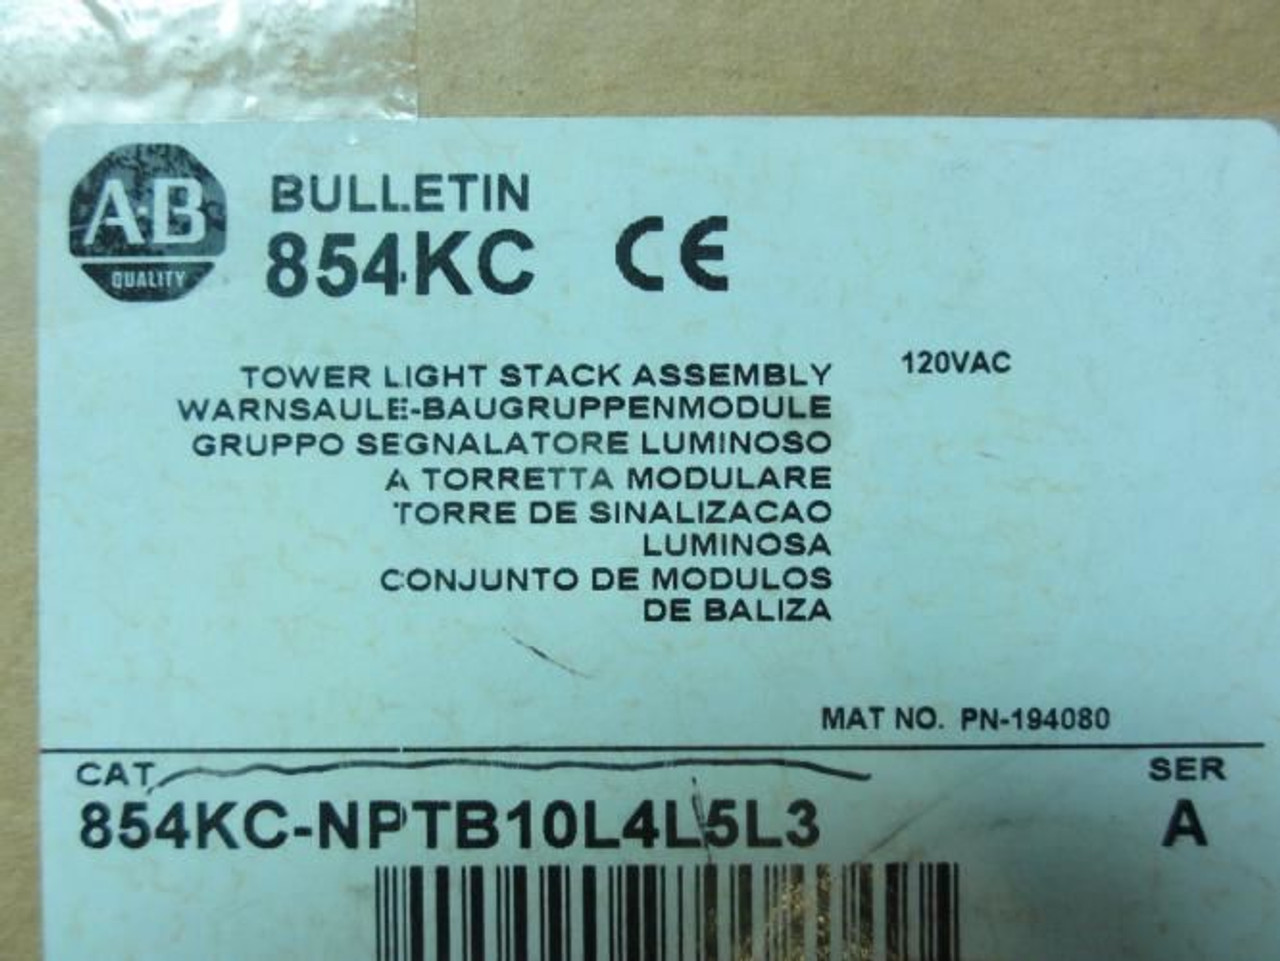 A-B
QUALITY
BULLETIN
854KC CE
TOWER LIGHT STACK ASSEMBLY
120VAC
WARNSAULE-BAUGRUPPENMODULE
GRUPPO SEGNALATORE LUMINOSO
A TORRETTA MODULARE
TORRE DE SINALIZACAO
LUMINOSA
CONJUNTO DE MODULOS
DE BALIZA
MAT NO. PN-194080
CAT
SER
854KC-NPTB10L4L5L3
A